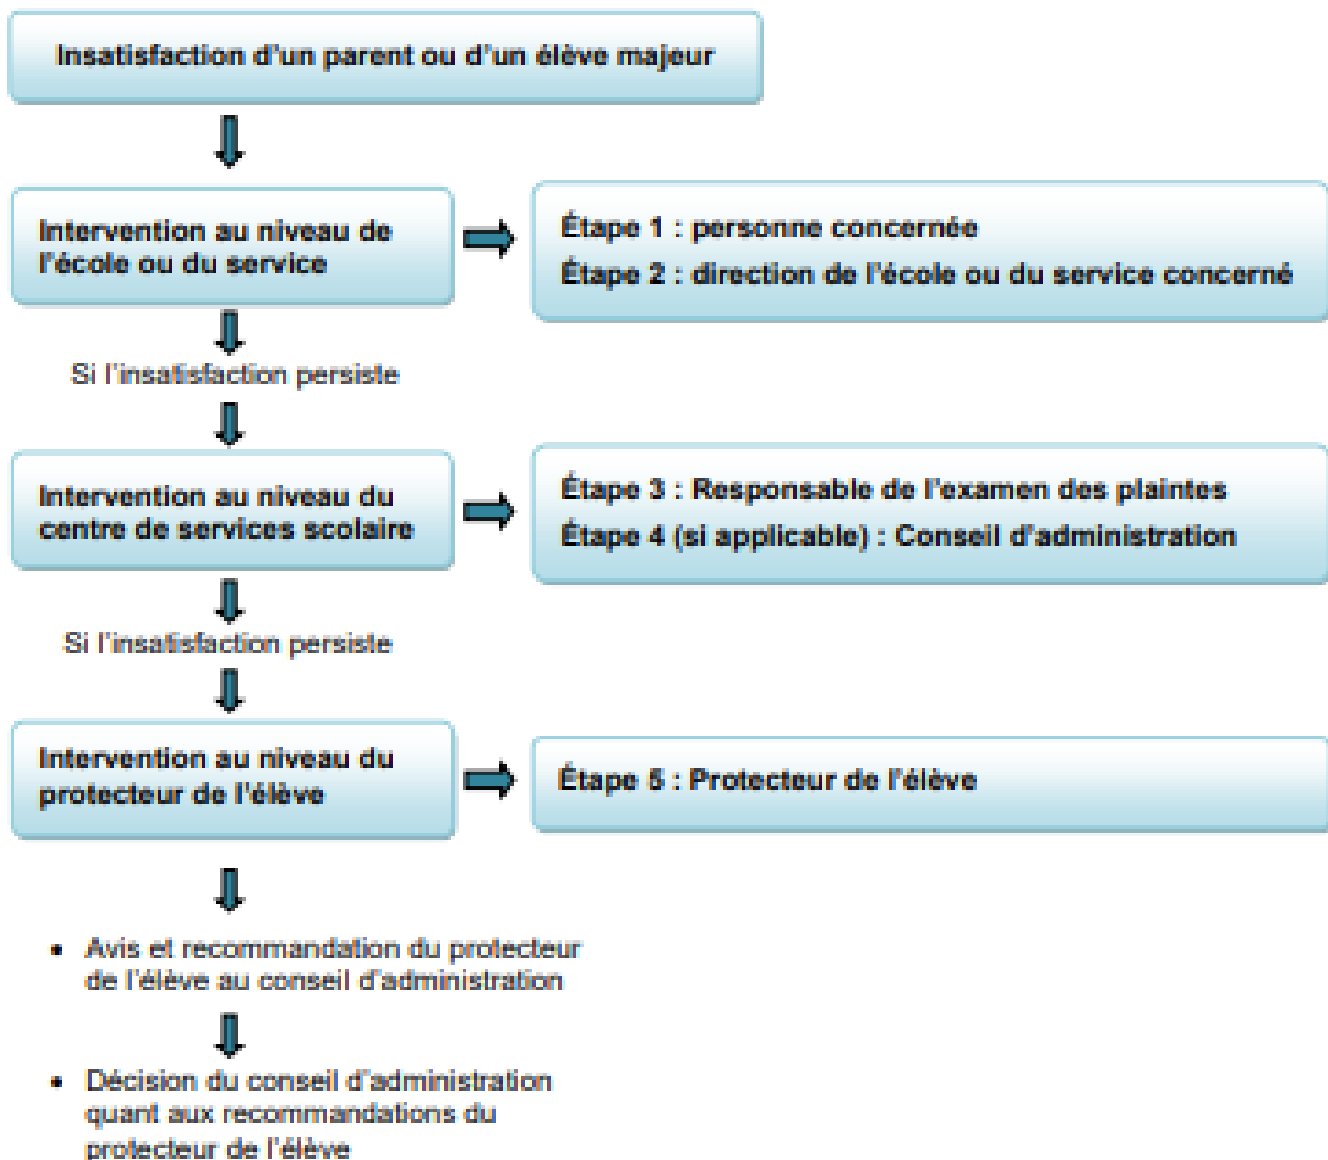 Insatisfaction d'un parent ou d'un élève majeur
Intervention au niveau de
l'école ou du service
Étape 1 : personne concernée
Étape 2 : direction de l'école ou du service concerné
Si l'insatisfaction persiste
Intervention au niveau du
centre de services scolaire
Étape 3 : Responsable de l'examen des plaintes
Étape 4 (si applicable) : Conseil d'administration
Si l'insatisfaction persiste
Intervention au niveau du
protecteur de l'élève
Étape 5 : Protecteur de l'élève
• Avis et recommandation du protecteur
de l'élève au conseil d'administration
• Décision du conseil d'administration
quant aux recommandations du
protecteur de l'élève